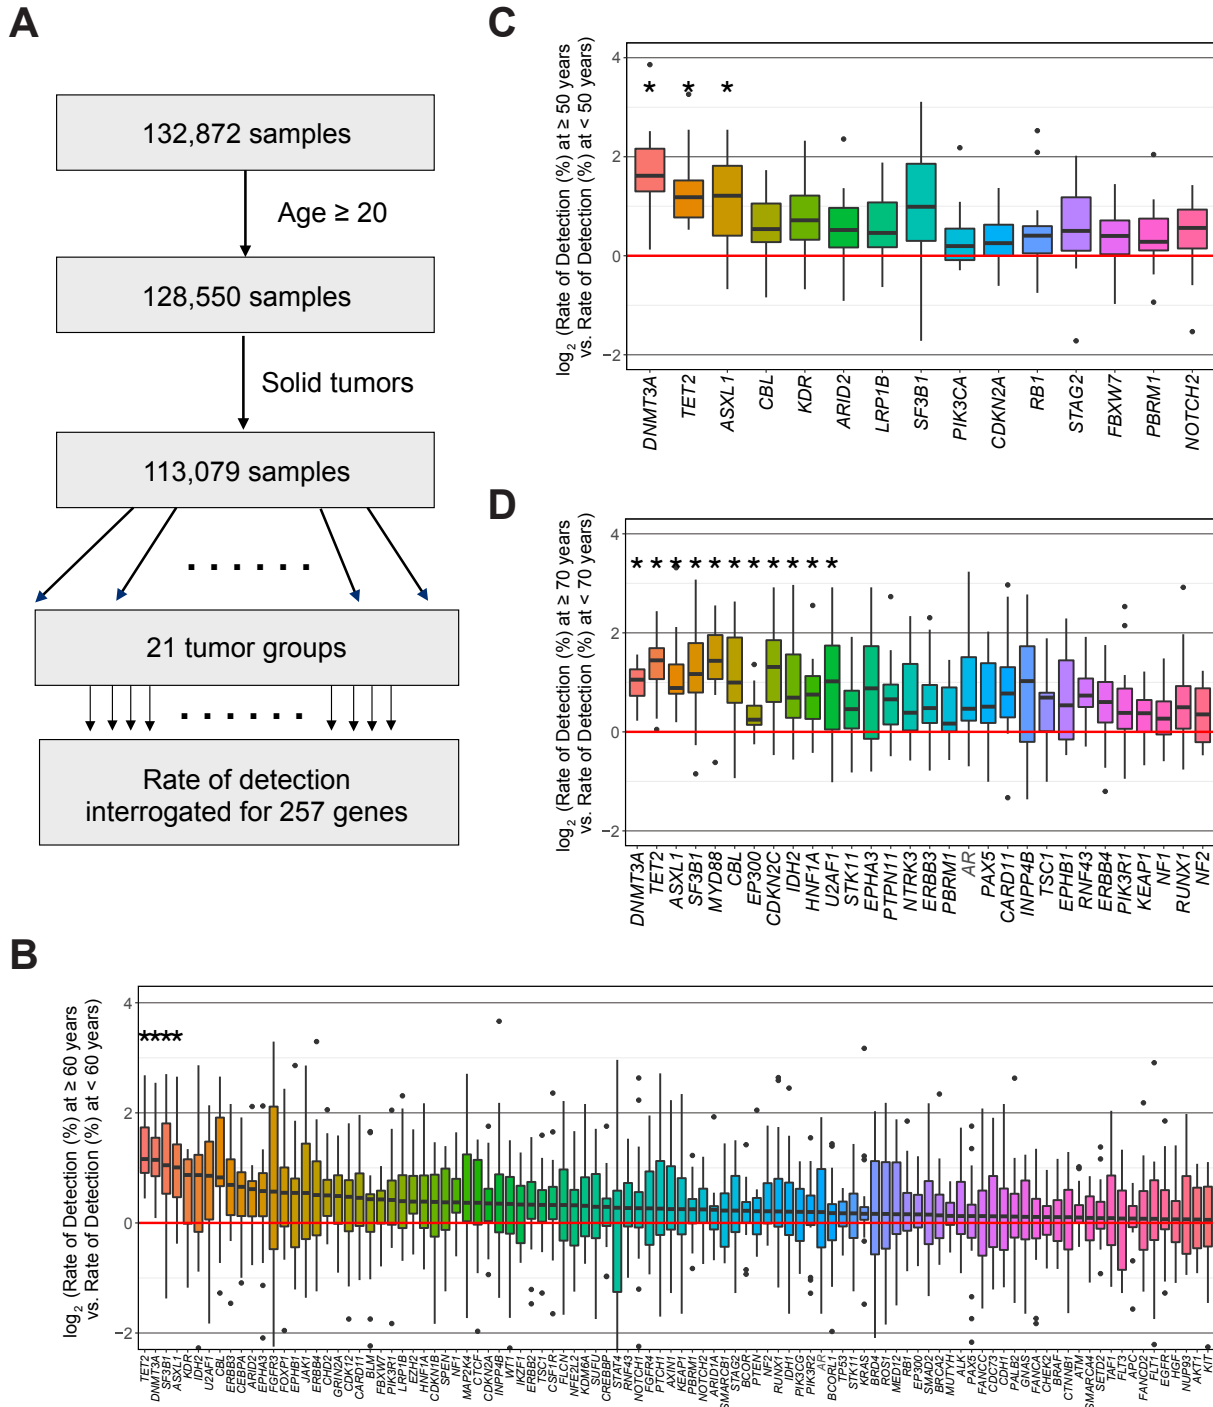 A
132,872 samples
Age ≥ 20
128,550 samples
Solid tumors
113,079 samples
21 tumor groups
Rate of detection
interrogated for 257 genes
C
log2 (Rate of Detection (%) at ≥ 50 years
vs. Rate of Detection (%) at < 50 years)
4
2
0
−2
* * *
DNMT3A
TET2
ASXL1
CBL
KDR
ARID2
LRP1B
SF3B1
PIK3CA
CDKN2A
RB1
STAG2
FBXW7
PBRM1
NOTCH2
D
log2 (Rate of Detection (%) at ≥ 70 years
vs. Rate of Detection (%) at < 70 years)
4
2
0
−2
* * * * * * * * * * *
DNMT3A
TET2
ASXL1
SF3B1
MYD88
CBL
EP300
CDKN2C
IDH2
HNF1A
U2AF1
STK11
EPHA3
PTPN11
NTRK3
ERBB3
PBRM1
AR
PAX5
CARD11
INPP4B
TSC1
EPHB1
RNF43
ERBB4
PIK3R1
KEAP1
NF1
RUNX1
NF2
B
log2 (Rate of Detection (%) at ≥ 60 years
vs. Rate of Detection (%) at < 60 years)
4
2
0
−2
****
TET2
DNMT3A
SF3B1
ASXL1
KDR
IDH2
U2AF1
CBL
ERBB3
CEBPA
ARID2
EPHA3
FGFR3
FOXP1
EPHB1
JAK1
ERBB4
CHD2
GRIN2A
CDK12
CARD11
BLM
FBXW7
PIK3R1
LRP1B
EZH2
HNF1A
CDKN1B
SPEN
NF1
MAP2K4
CTCF
CDKN2A
INPP4B
WT1
IKZF1
ERBB2
TSC1
CSF1R
FLCN
NFE2L2
KDM6A
SUFU
CREBBP
STAT4
RNF43
NOTCH1
FGFR4
PTCH1
AXIN1
KEAP1
PBRM1
NOTCH2
ARID1A
SMARCB1
STAG2
BCOR
PTEN
NF2
RUNX1
IDH1
PIK3CG
PIK3R2
AR
BCORL1
TP53
STK11
KRAS
BRD4
ROS1
MED12
RB1
EP300
SMAD2
BRCA2
MUTYH
ALK
PAX5
FANCC
CDC73
CDH1
PALB2
GNAS
FANCA
CHEK2
BRAF
CTNNB1
ATM
SMARCA4
SETD2
TAF1
FLT3
APC
FANCD2
FLT1
EGFR
HGF
NUP93
AKT1
KIT